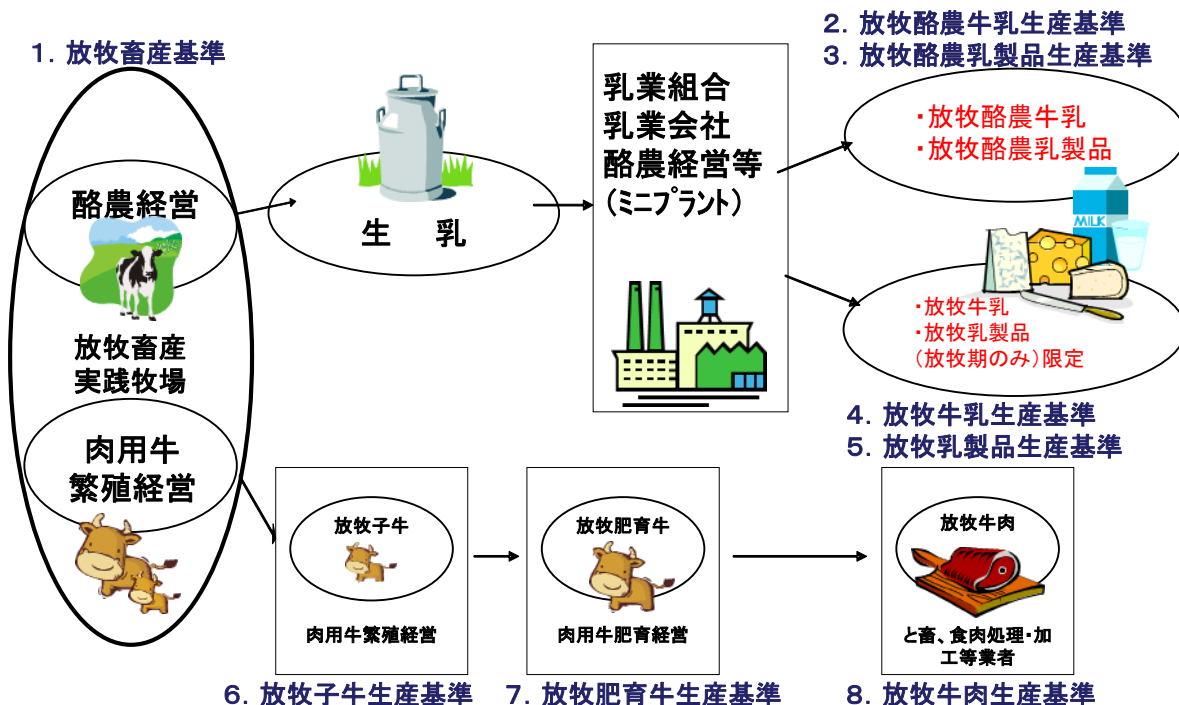 1．放牧畜産基準
酪農経営
放牧畜産
実践牧場
肉用牛
繁殖経営
生　乳
乳業組合
乳業会社
酪農経営等
（ミニプラント）
2．放牧酪農牛乳生産基準
3．放牧酪農乳製品生産基準
・放牧酪農牛乳
・放牧酪農乳製品
MILK
・放牧牛乳
・放牧乳製品
（放牧期のみ）限定
4．放牧牛乳生産基準
5．放牧乳製品生産基準
放牧子牛
肉用牛繁殖経営
6．放牧子牛生産基準
放牧肥育牛
肉用牛肥育経営
7．放牧肥育牛生産基準
放牧牛肉
と畜、食肉処理・加
工等業者
8．放牧牛肉生産基準